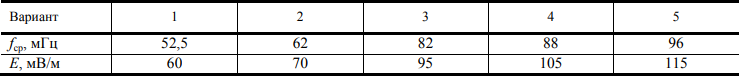 Вариант 1 2 3 4 5
fср, мГц 52,5 62 82 88 96
E, мВ/м 60 70 95 105 115